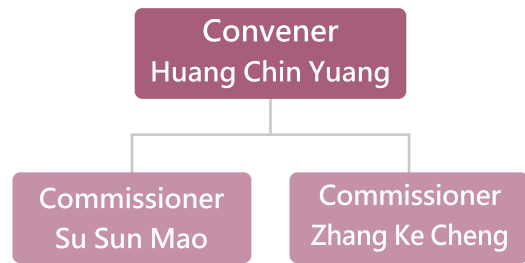 Convener
Huang Chin Yuang
Commissioner
Su Sun Mao
Commissioner
Zhang Ke Cheng